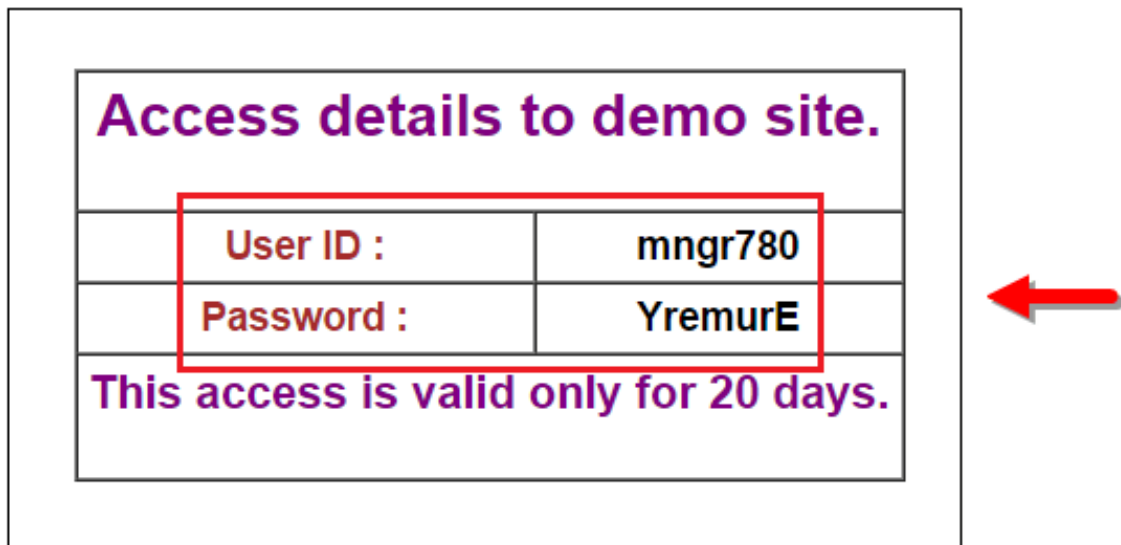 Access details to demo site.
User ID : mngr780
Password : YremurE
This access is valid only for 20 days.